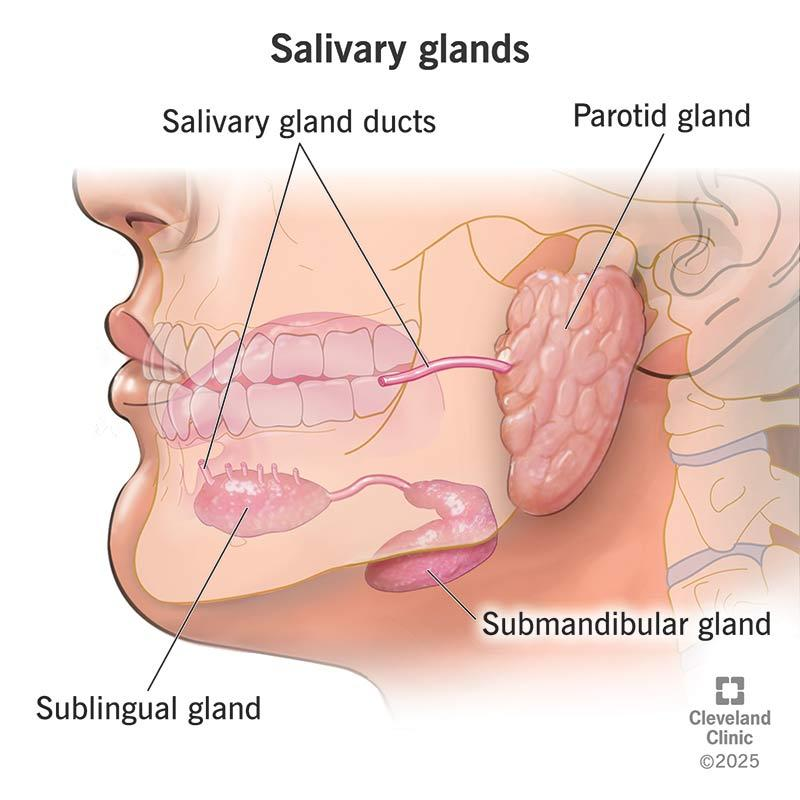 Salivary glands
Salivary gland ducts
Parotid gland
Submandibular gland
Sublingual gland
Cleveland
Clinic
©2025